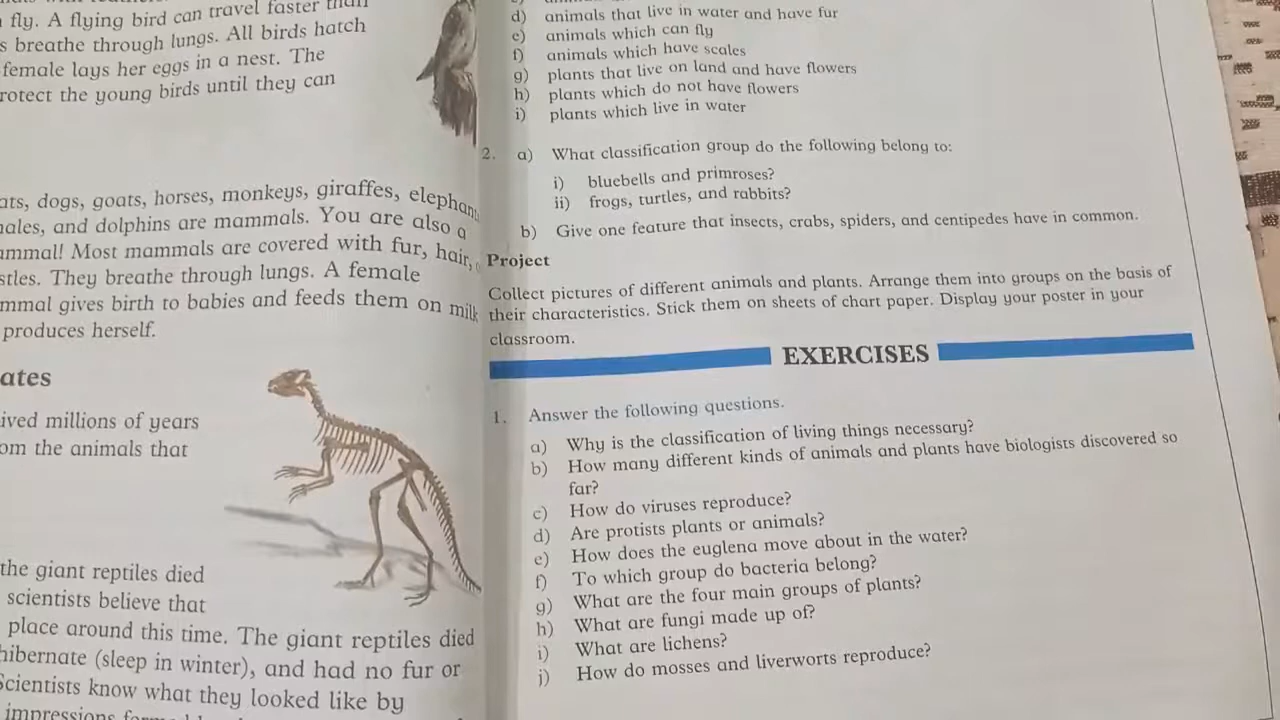 fly. A flying bird can travel faster than
s breathe through lungs. All birds hatch
female lays her eggs in a nest. The
rotect the young birds until they can
ats, dogs, goats, horses, monkeys, giraffes, elephan
ales, and dolphins are mammals. You are also a
ammal! Most mammals are covered with fur, hair,
stles. They breathe through lungs. A female
mmal gives birth to babies and feeds them on milk
produces herself.
ates
ived millions of years
om the animals that
the giant reptiles died
scientists believe that
place around this time. The giant reptiles died
hibernate (sleep in winter), and had no fur or
Scientists know what they looked like by
impressions
d) animals that live in water and have fur
e) animals which can fly
f) animals which have scales
g) plants that live on land and have flowers
h) plants which do not have flowers
i) plants which live in water
2. a) What classification group do the following belong to:
i) bluebells and primroses?
ii) frogs, turtles, and rabbits?
b) Give one feature that insects, crabs, spiders, and centipedes have in common.
Project
Collect pictures of different animals and plants. Arrange them into groups on the basis of
their characteristics. Stick them on sheets of chart paper. Display your poster in your
classroom.
EXERCISES
1. Answer the following questions.
a) Why is the classification of living things necessary?
b) How many different kinds of animals and plants have biologists discovered so
far?
c) How do viruses reproduce?
d) Are protists plants or animals?
e) How does the euglena move about in the water?
f) To which group do bacteria belong?
g) What are the four main groups of plants?
h) What are fungi made up of?
i) What are lichens?
j) How do mosses and liverworts reproduce?